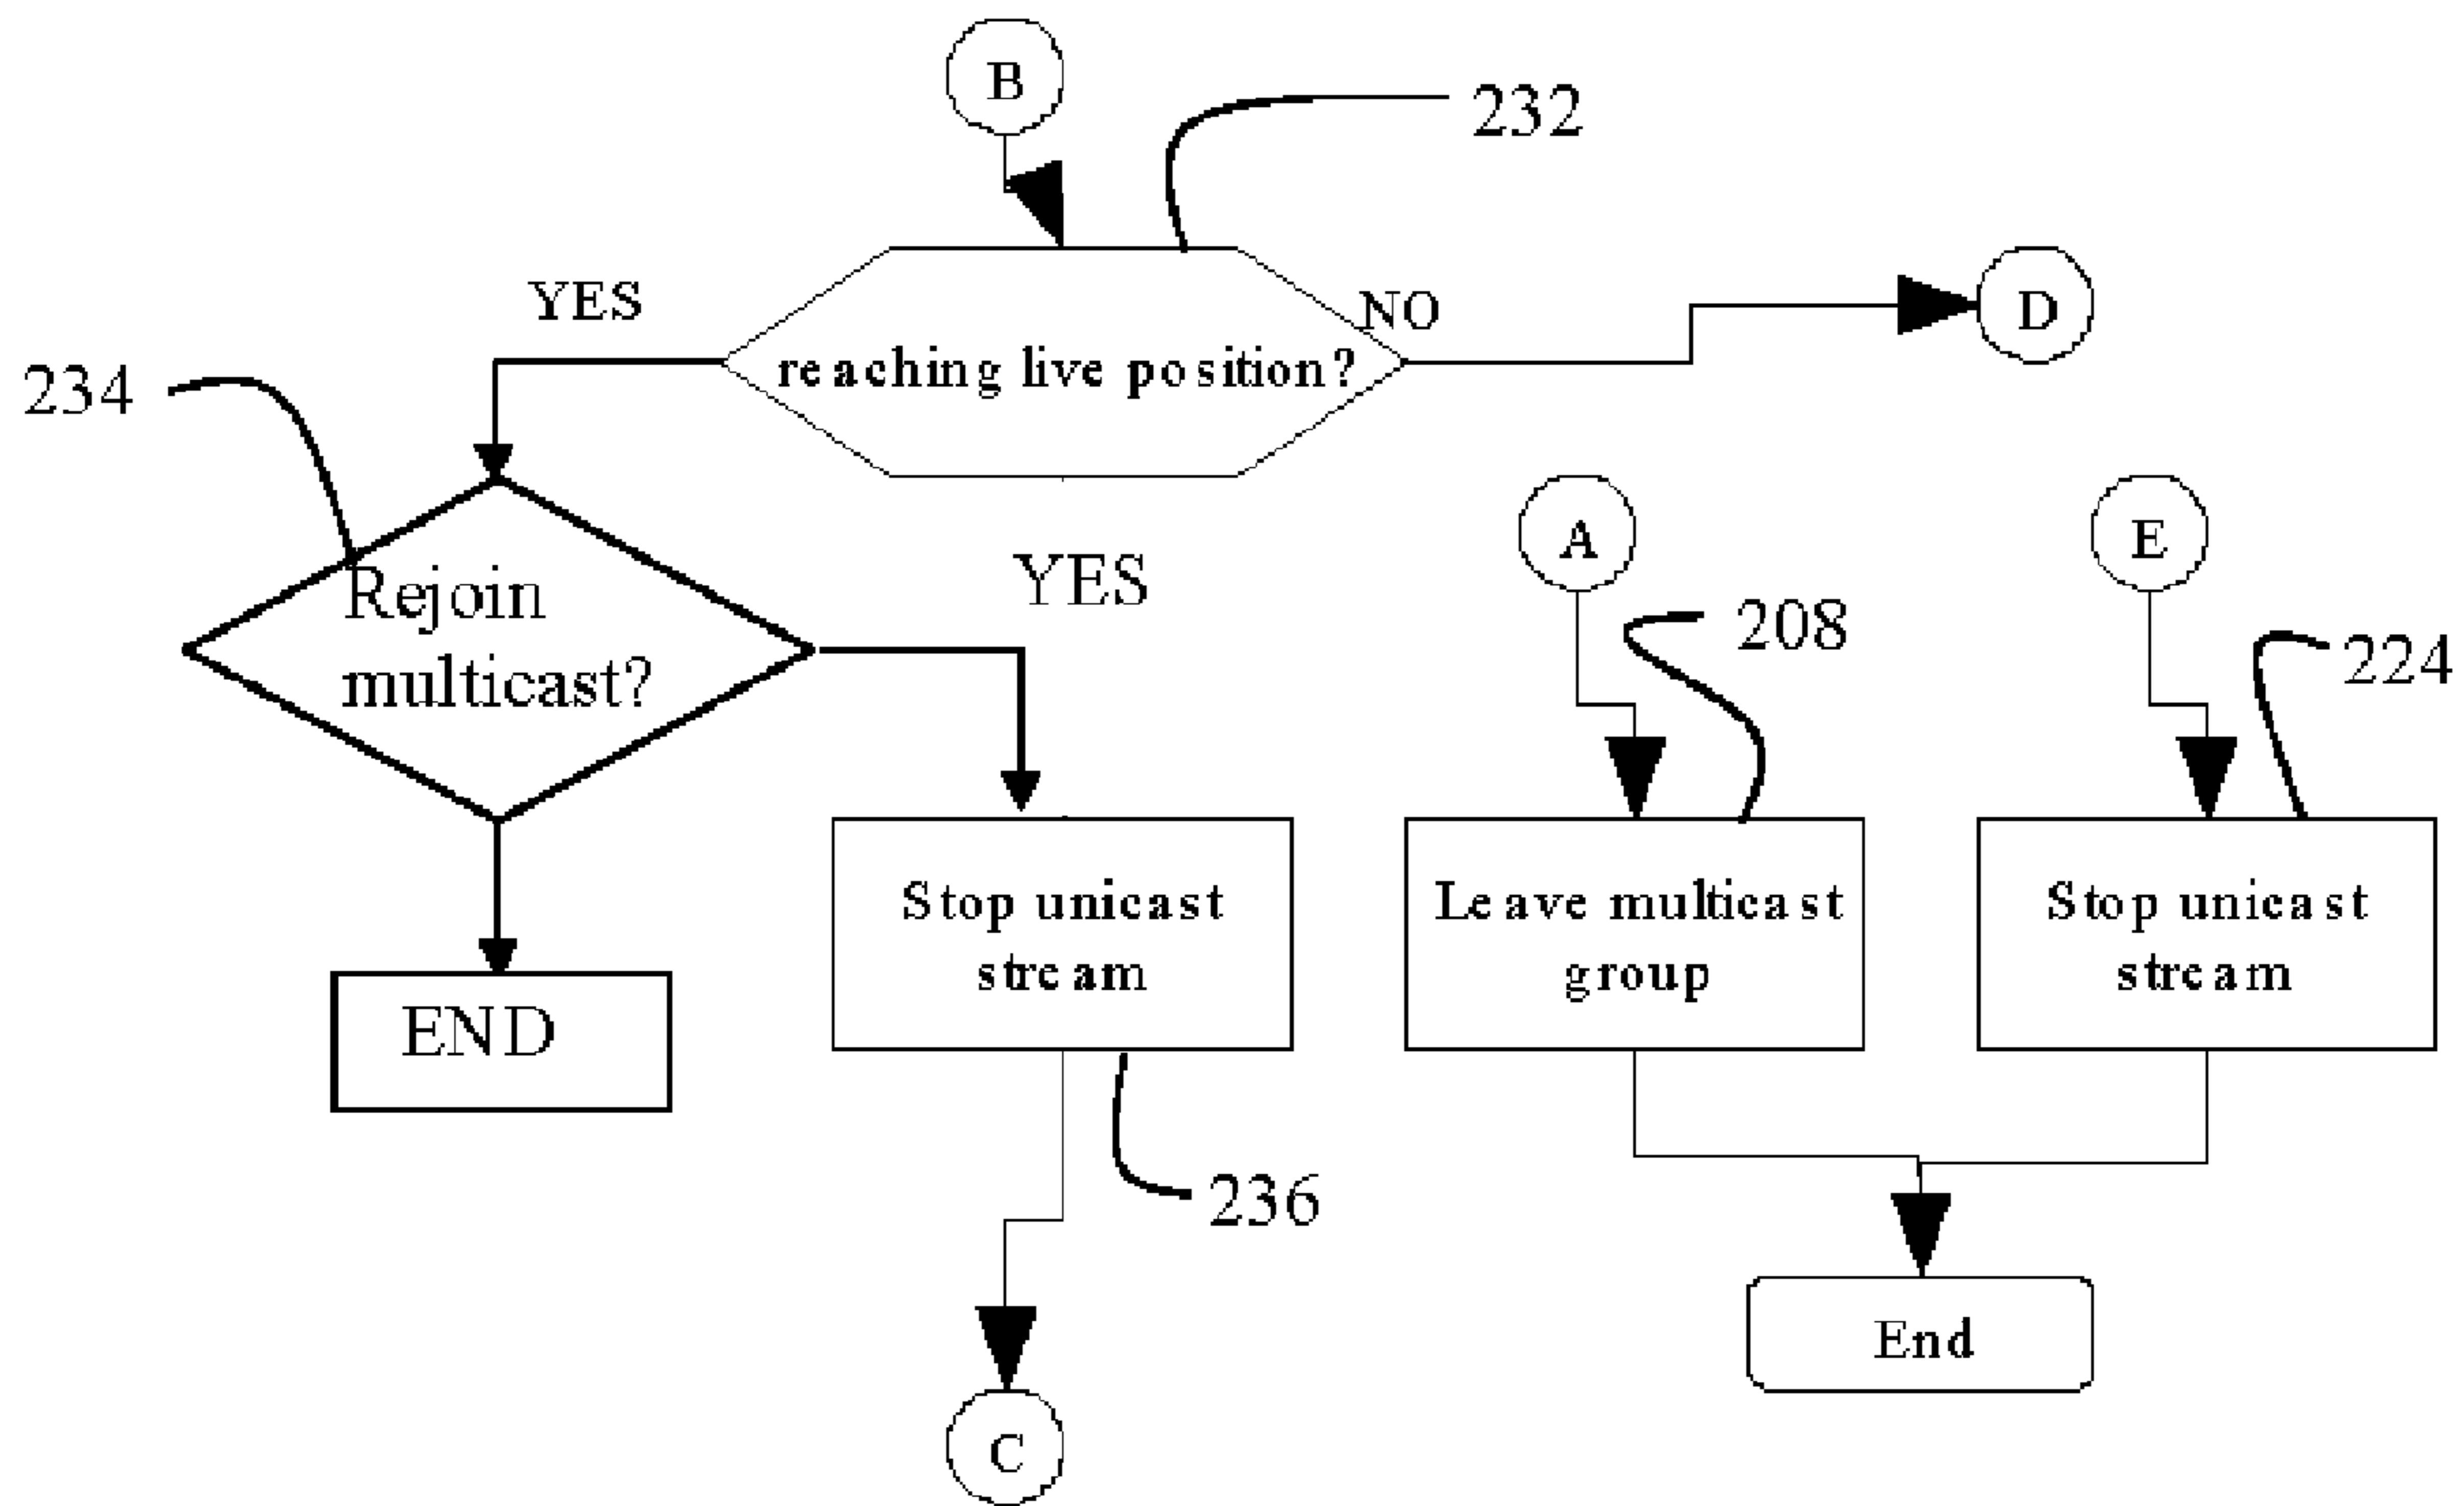 B
232
YES
NO
D
reaching live position?
234
A
E
YES
Rejoin
multicast?
208
224
Stop unicast
stream
Leave multicast
group
Stop unicast
stream
END
236
End
C